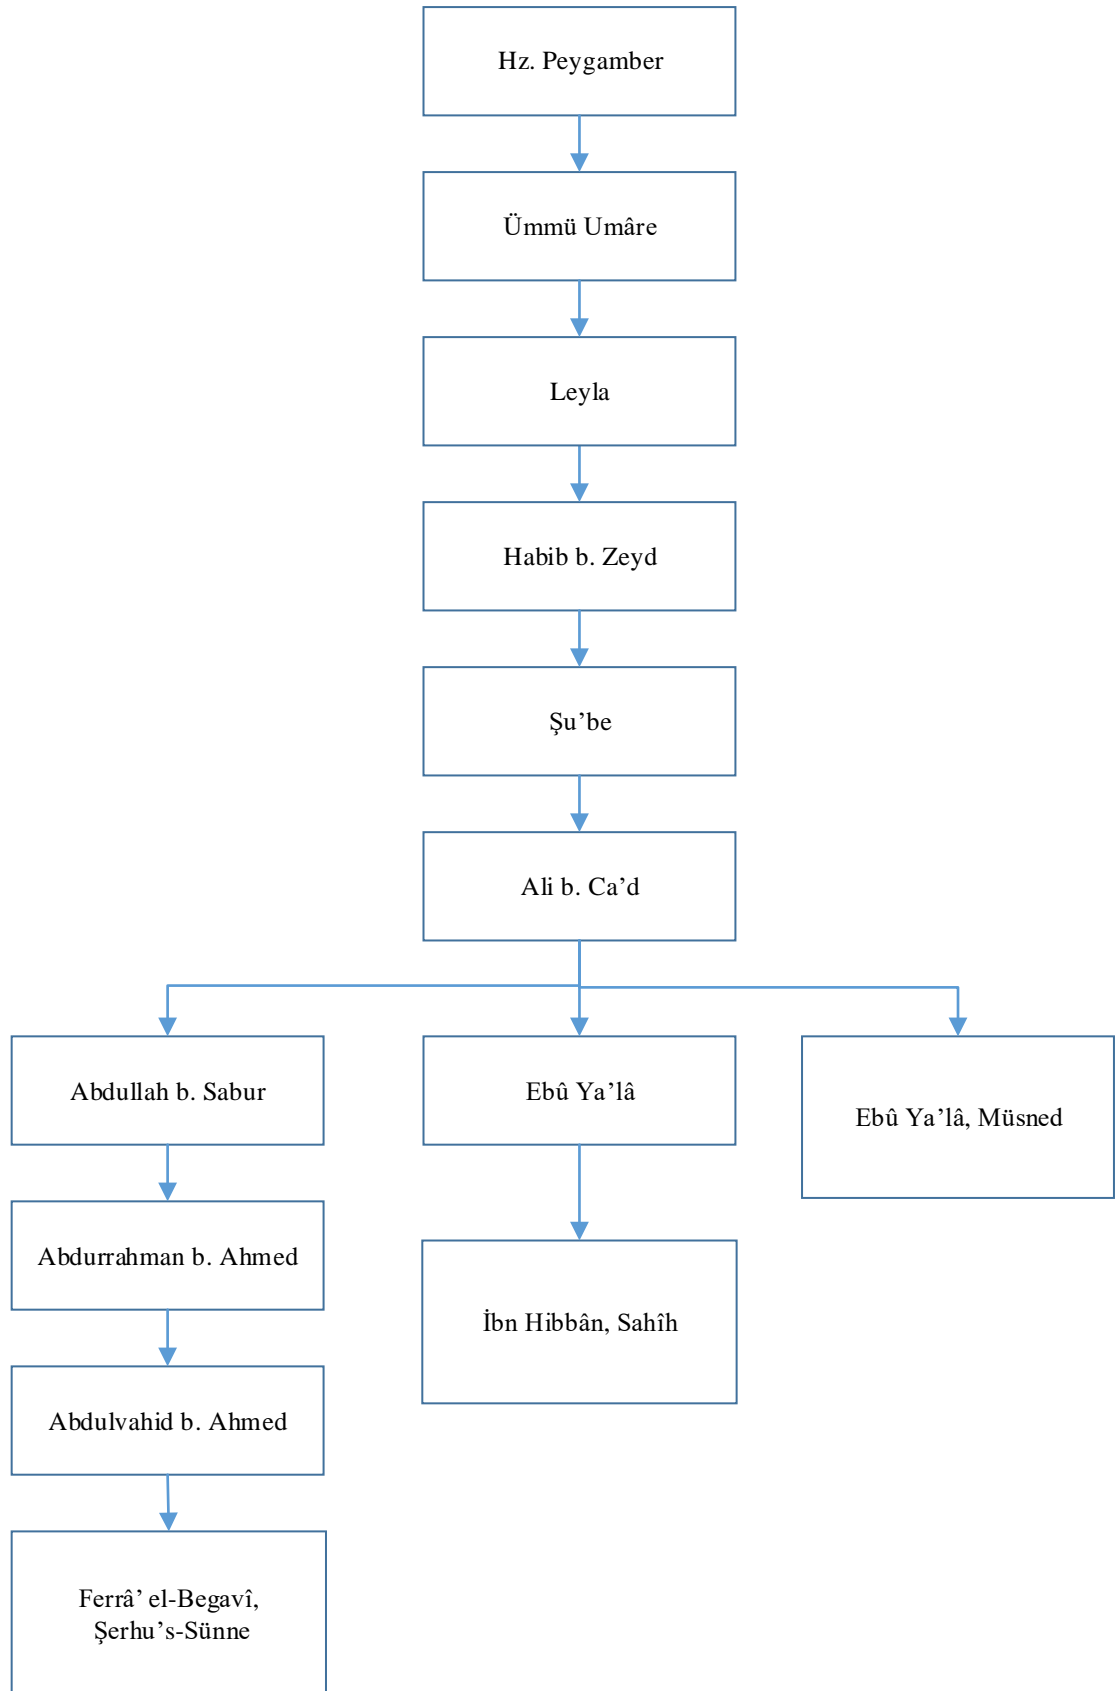 Hz. Peygamber
Ümmü Umâre
Leyla
Habib b. Zeyd
Şu’be
Ali b. Ca’d
Abdullah b. Sabur
Ebû Ya’lâ
Ebû Ya’lâ, Müsned
Abdurrahman b. Ahmed
İbn Hibbân, Sahîh
Abdulvahid b. Ahmed
Ferrâ’ el-Begavî,
Şerhu’s-Sünne